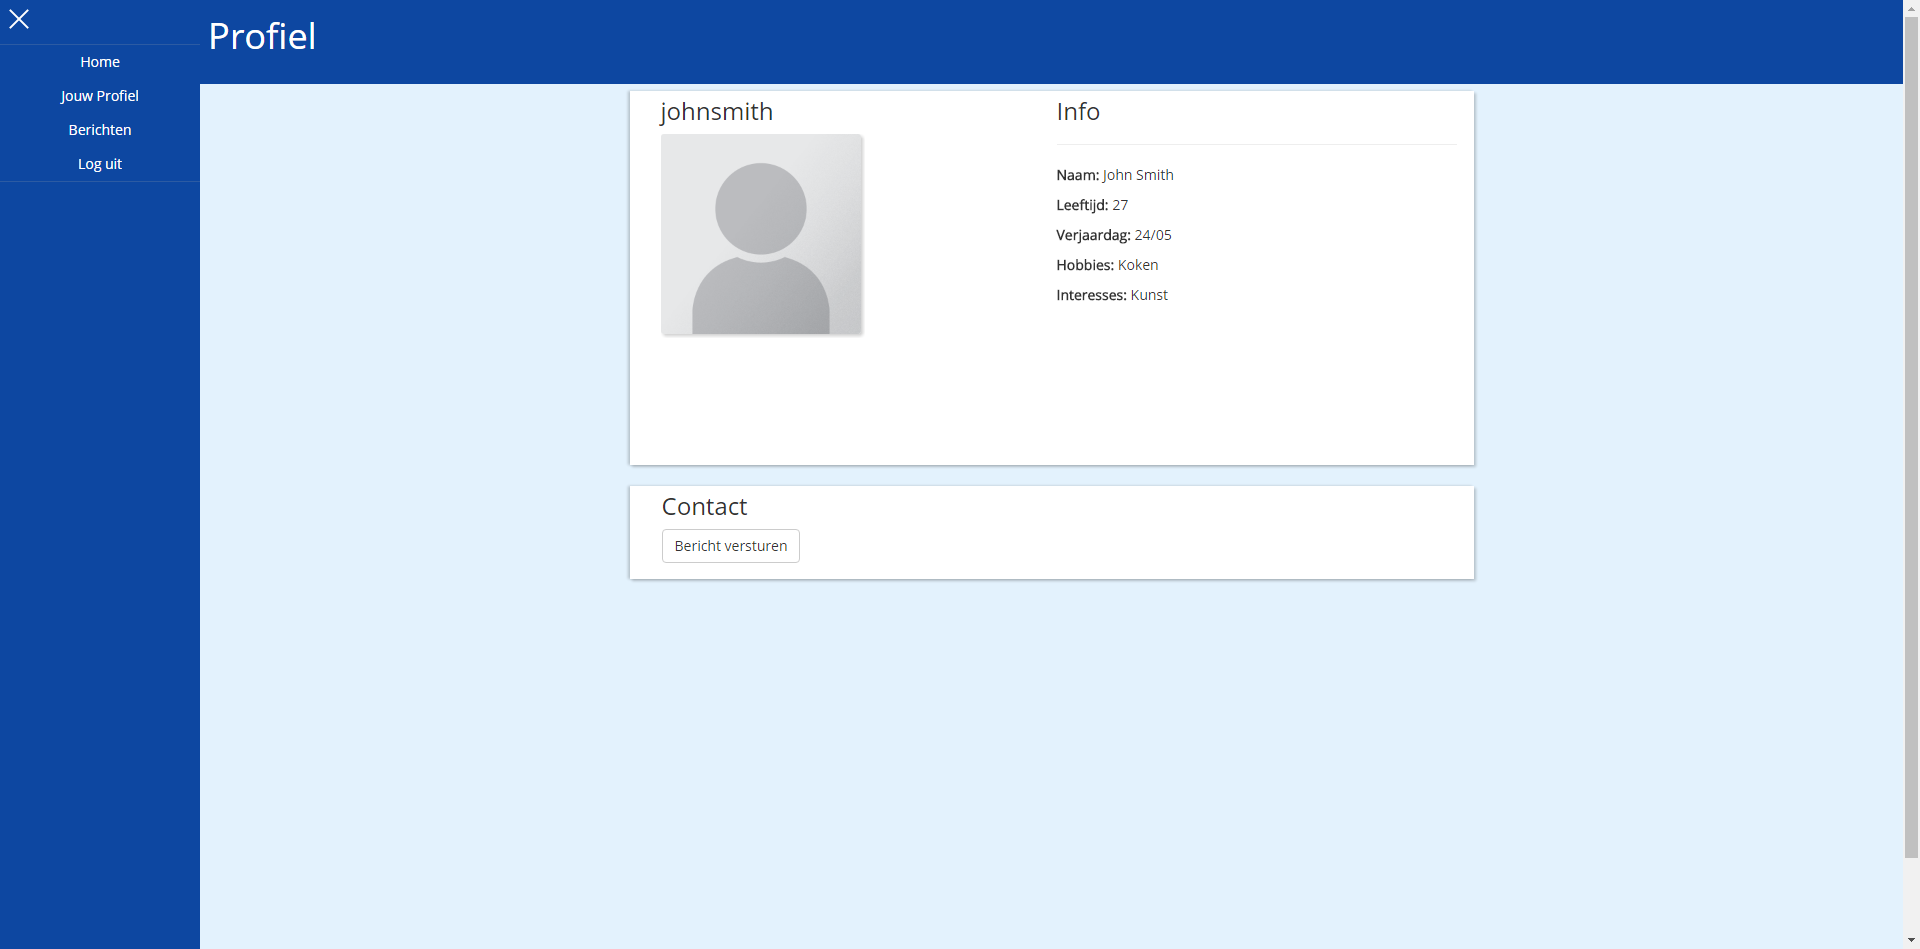 Profiel
Home
Jouw Profiel
Berichten
Log uit
johnsmith
Info
Naam: John Smith
Leeftijd: 27
Verjaardag: 24/05
Hobbies: Koken
Interesses: Kunst
Contact
Bericht versturen